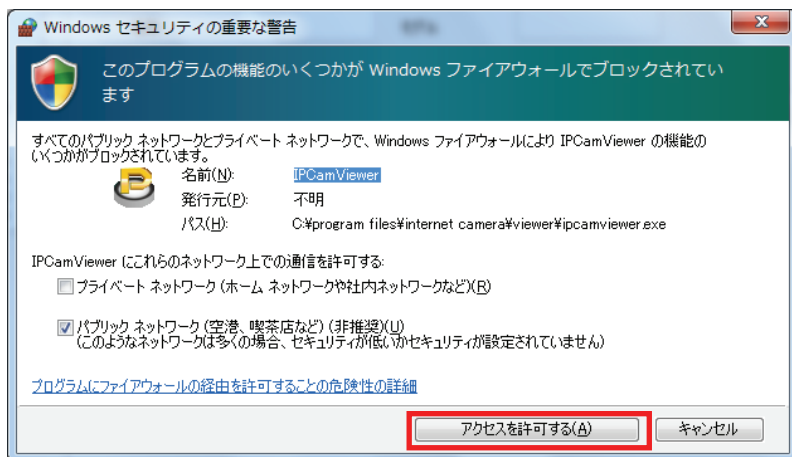 Windows セキュリティの重要な警告
このプログラムの機能のいくつかが Windows ファイアウォールでブロックされてい
ます
すべてのパブリック ネットワークとプライベート ネットワークで、Windows ファイアウォールにより IPCamViewer の機能の
いくつかがブロックされています。
名前(N): IPCamViewer
発行元(P): 不明
パス(H): C:¥program files¥internet camera¥viewer¥ipcamviewer.exe
IPCamViewer にこれらのネットワーク上での通信を許可する:
プライベート ネットワーク (ホーム ネットワークや社内ネットワークなど)(R)
パブリック ネットワーク (空港、喫茶店など) (非推奨)(U)
(このようなネットワークは多くの場合、セキュリティが低いかセキュリティが設定されていません)
プログラムにファイアウォールの経由を許可することの危険性の詳細
アクセスを許可する(A) キャンセル